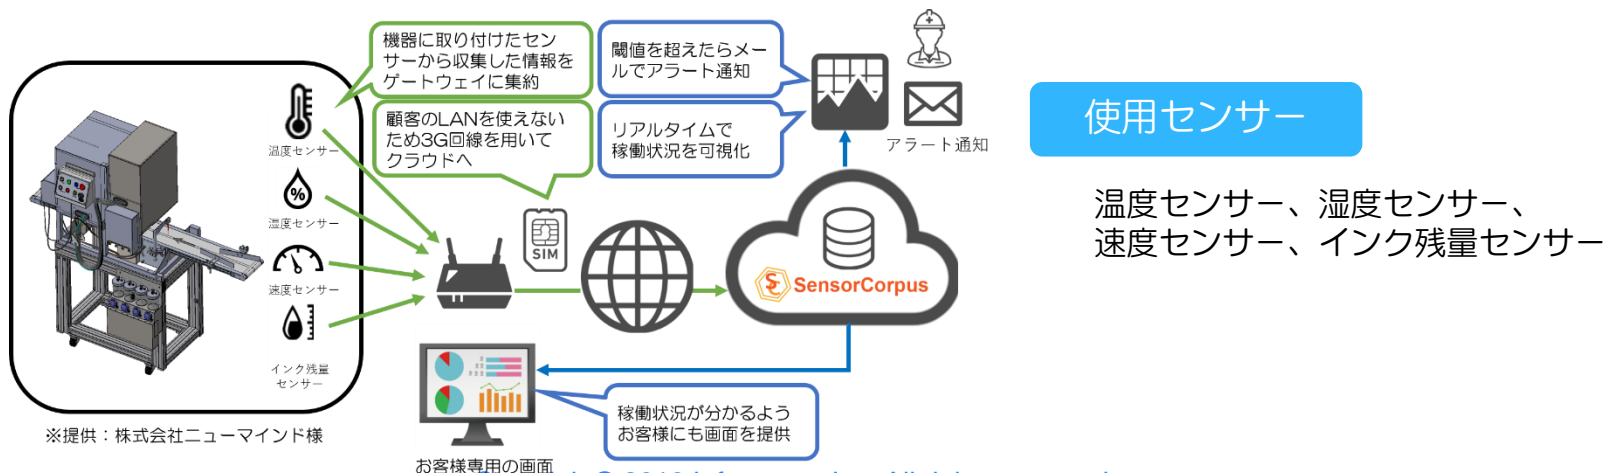 機器に取り付けたセン
サーから収集した情報を
ゲートウェイに集約
閾値を超えたらメー
ルでアラート通知
顧客のLANを使えない
ため3G回線を用いて
クラウドへ
リアルタイムで
稼働状況を可視化
アラート通知
使用センサー
温度センサー、湿度センサー、
速度センサー、インク残量センサー
温度センサー
%
湿度センサー
速度センサー
インク残量
センサー
SIM
SensorCorpus
稼働状況が分かるよう
お客様にも画面を提供
※提供：株式会社ニューマインド様
お客様専用の画面